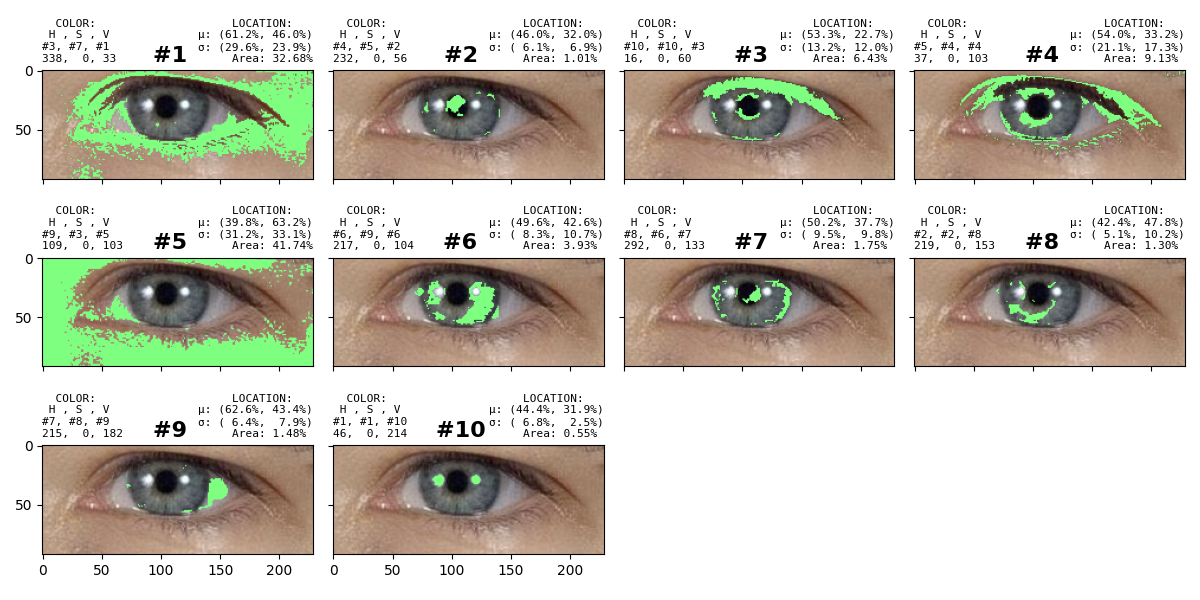 COLOR: LOCATION:
H , S , V μ: (61.2%, 46.0%)
#3, #7, #1 #1 σ: (29.6%, 23.9%)
338, 0, 33 Area: 32.68%
COLOR: LOCATION:
H , S , V μ: (46.0%, 32.0%)
#4, #5, #2 #2 σ: ( 6.1%, 6.9%)
232, 0, 56 Area: 1.01%
COLOR: LOCATION:
H , S , V μ: (53.3%, 22.7%)
#10, #10, #3 #3 σ: (13.2%, 12.0%)
16, 0, 60 Area: 6.43%
COLOR: LOCATION:
H , S , V μ: (54.0%, 33.2%)
#5, #4, #4 #4 σ: (21.1%, 17.3%)
37, 0, 103 Area: 9.13%
0
50
COLOR: LOCATION:
H , S , V μ: (39.8%, 63.2%)
#9, #3, #5 #5 σ: (31.2%, 33.1%)
109, 0, 103 Area: 41.74%
COLOR: LOCATION:
H , S , V μ: (49.6%, 42.6%)
#6, #9, #6 #6 σ: ( 8.3%, 10.7%)
217, 0, 104 Area: 3.93%
COLOR: LOCATION:
H , S , V μ: (50.2%, 37.7%)
#8, #6, #7 #7 σ: ( 9.5%, 9.8%)
292, 0, 133 Area: 1.75%
COLOR: LOCATION:
H , S , V μ: (42.4%, 47.8%)
#2, #2, #8 #8 σ: ( 5.1%, 10.2%)
219, 0, 153 Area: 1.30%
0
50
COLOR: LOCATION:
H , S , V μ: (62.6%, 43.4%)
#7, #8, #9 #9 σ: ( 6.4%, 7.9%)
215, 0, 182 Area: 1.48%
COLOR: LOCATION:
H , S , V μ: (44.4%, 31.9%)
#1, #1, #10 #10 σ: ( 6.8%, 2.5%)
46, 0, 214 Area: 0.55%
0
50
0 50 100 150 200
0 50 100 150 200